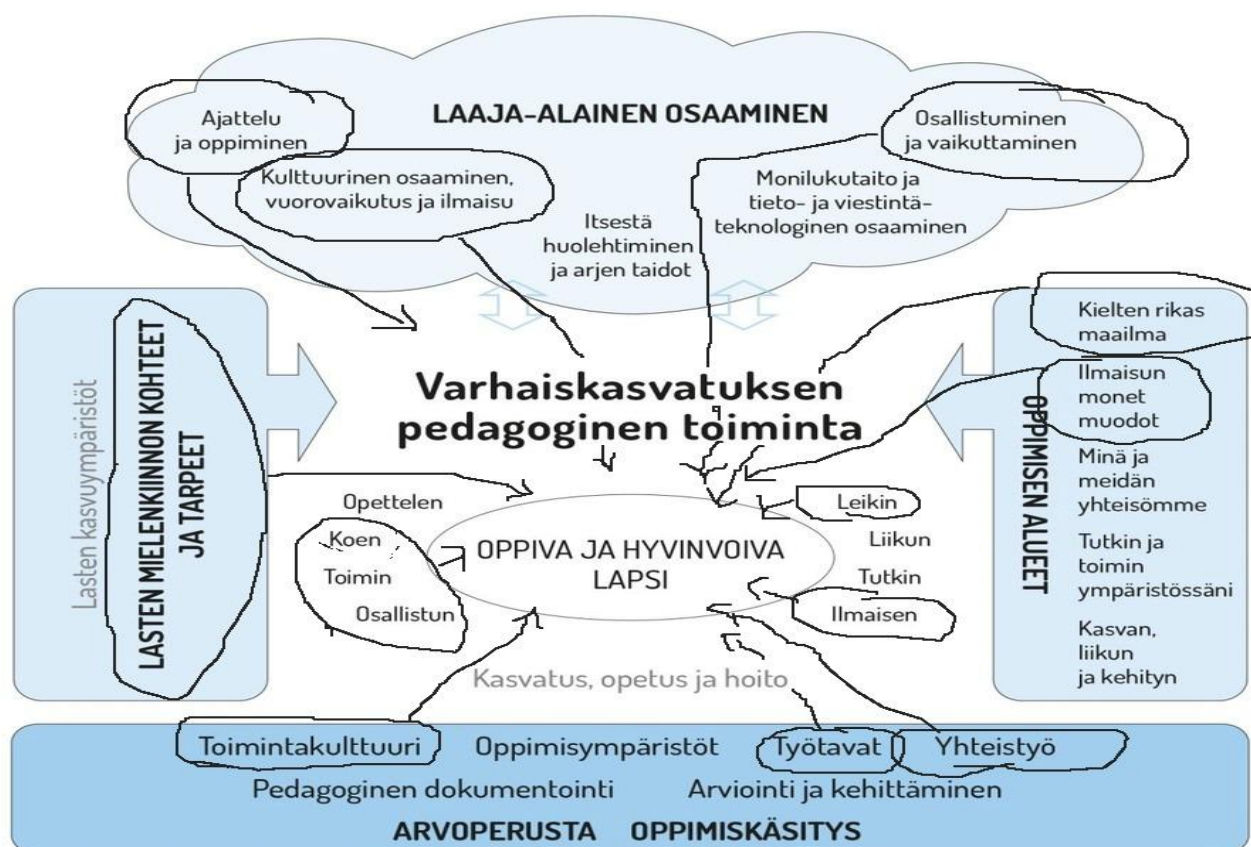 LAAJA-ALAINEN OSAAMINEN
Ajattelu
ja oppiminen
Kulttuurinen osaaminen,
vuorovaikutus ja ilmaisu
Itsestä
huolehtiminen
ja arjen taidot
Monilukutaito ja
tieto- ja viestintä-
teknologinen osaaminen
Osallistuminen
ja vaikuttaminen
Lasten kasvuympäristöt
LASTEN MIELENKIINNON KOHTEET
JA TARPEET
Varhaiskasvatuksen
pedagoginen toiminta
Opettelen
Koen
Toimin
Osallistun
OPPIVA JA HYVINVOIVA
LAPSI
Leikin
Liikun
Tutkin
Ilmaisen
Kasvatus, opetus ja hoito
OPPIMISEN ALUEET
Kielten rikas
maailma
Ilmaisun
monet
muodot
Minä ja
meidän
yhteisömme
Tutkin ja
toimin
ympäristössäni
Kasvan,
liikun
ja kehityn
Toimintakulttuuri Oppimisympäristöt Työtavat Yhteistyö
Pedagoginen dokumentointi Arviointi ja kehittäminen
ARVOPERUSTA OPPIMISKÄSITYS